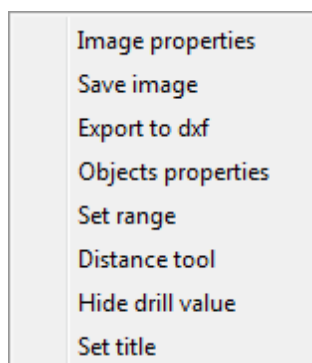 Image properties
Save image
Export to dxf
Objects properties
Set range
Distance tool
Hide drill value
Set title